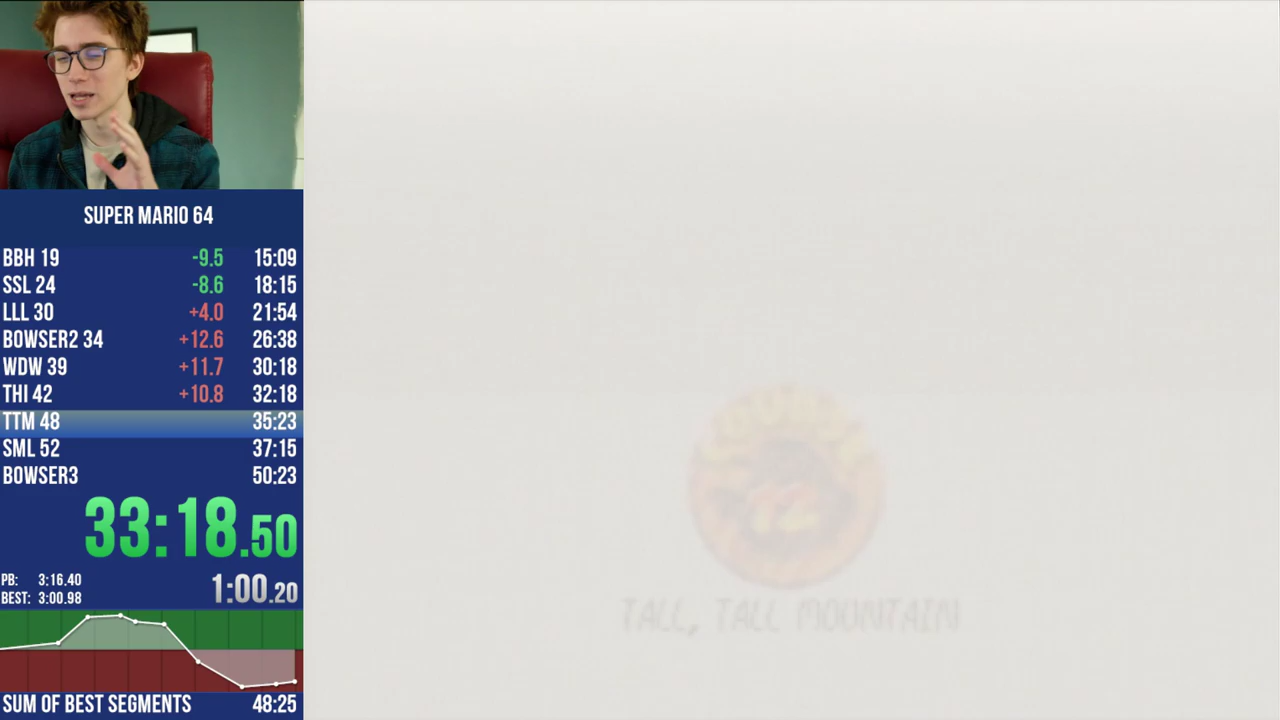 SUPER MARIO 64
BBH 19 -9.5 15:09
SSL 24 -8.6 18:15
LLL 30 +4.0 21:54
BOWSER2 34 +12.6 26:38
WDW 39 +11.7 30:18
THI 42 +10.8 32:18
TTM 48 35:23
SML 52 37:15
BOWSER3 50:23
33:18.50
PB: 3:16.40
BEST: 3:00.98
1:00.20
SUM OF BEST SEGMENTS 48:25
12
TALL, TALL MOUNTAIN